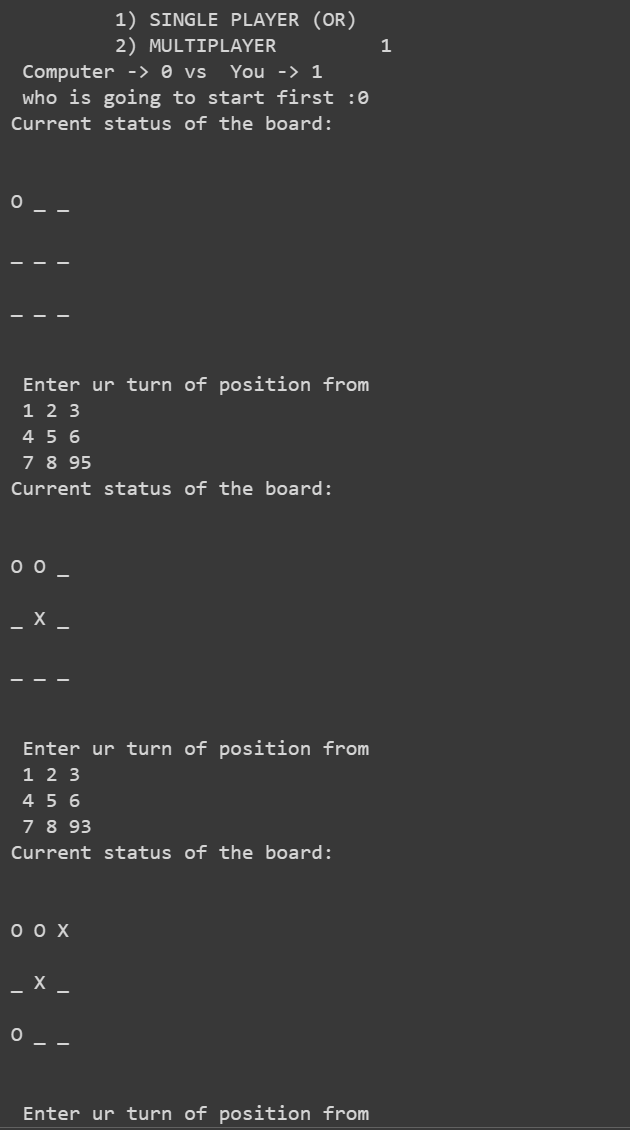 1) SINGLE PLAYER (OR)
2) MULTIPLAYER 1
Computer -> 0 vs You -> 1
who is going to start first :0
Current status of the board:
O _ _
_ _ _
_ _ _
Enter ur turn of position from
1 2 3
4 5 6
7 8 95
Current status of the board:
O O _
_ X _
_ _ _
Enter ur turn of position from
1 2 3
4 5 6
7 8 93
Current status of the board:
O O X
_ X _
O _ _
Enter ur turn of position from